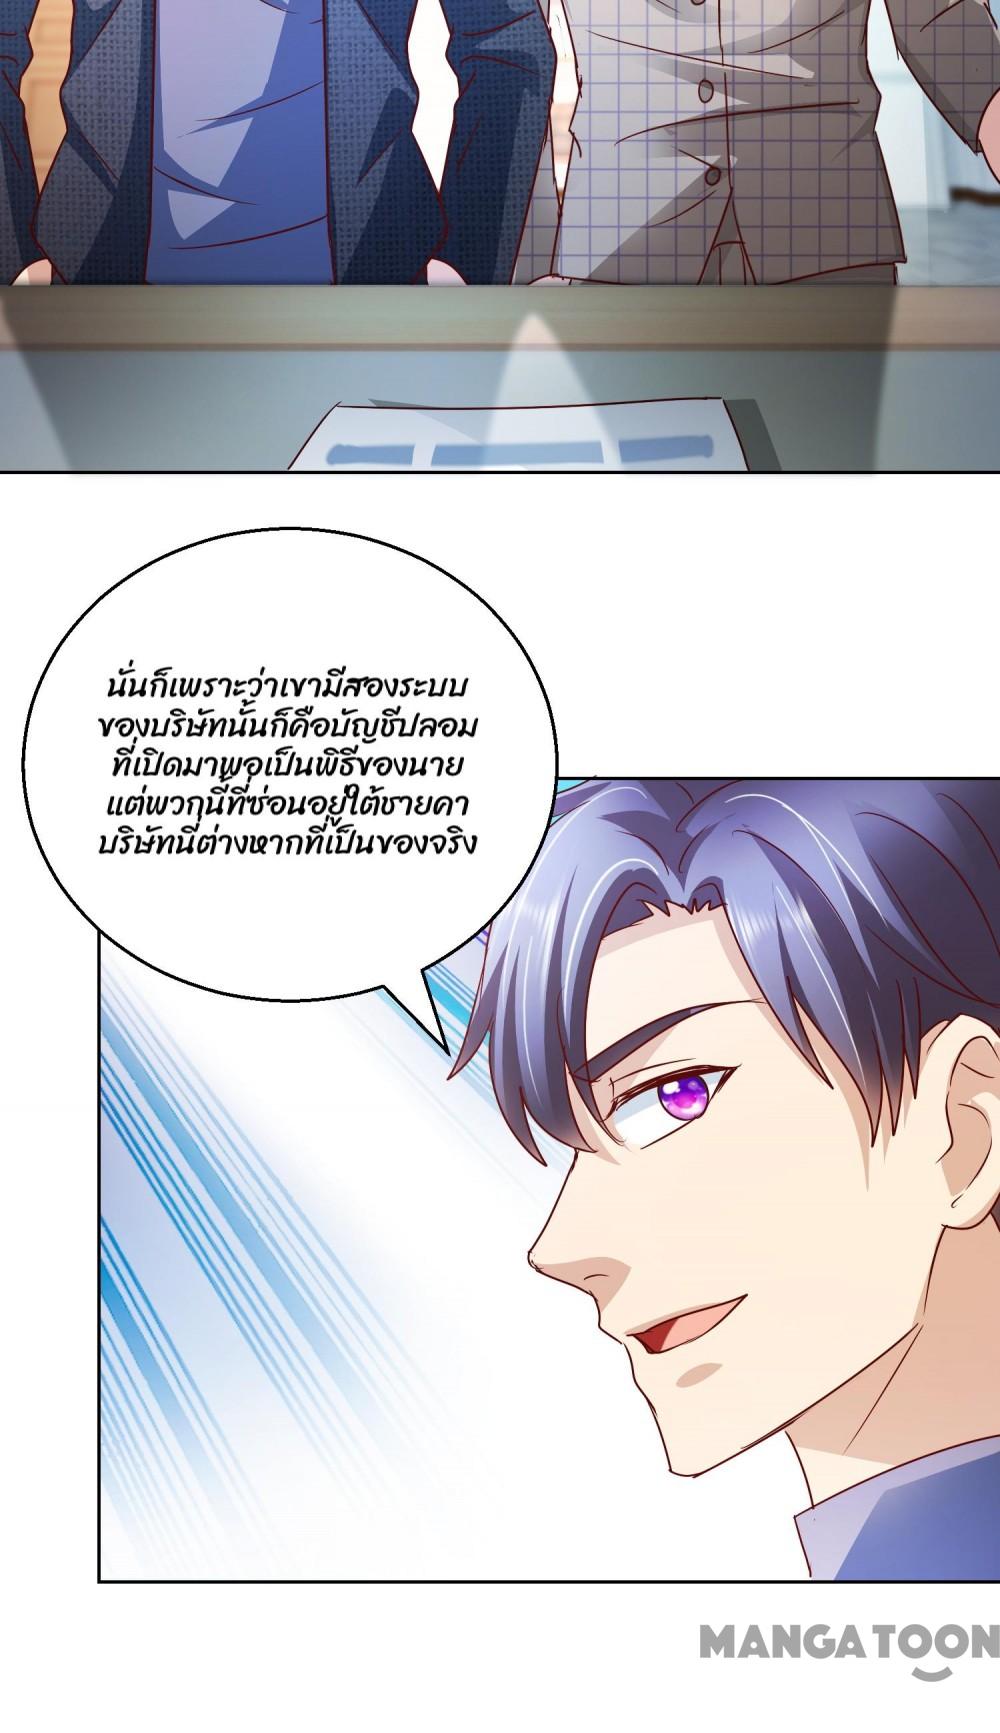 นั่นก็เพราะว่าเขามีสองระบบ
ของบริษัทนั้นก็คือบัญชีปลอม
ที่เปิดมาพอเป็นพิธีของนาย
แต่พวกนี้ที่ซ่อนอยู่ใต้ชายคา
บริษัทนี่ต่างหากที่เป็นของจริง
MANGATOON